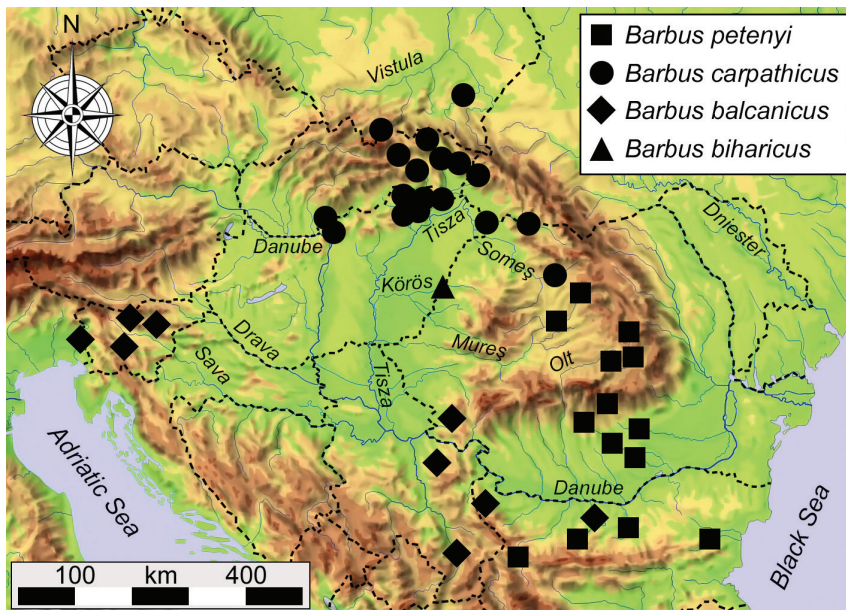 N
Barbus petenyi
Barbus carpathicus
Barbus balcanicus
Barbus biharicus
Vistula
Dniester
Tisza
Danube
Someş
Körös
Drava
Mureş
Olt
Sava
Tisza
Adriatic Sea
Danube
Black Sea
100 km 400